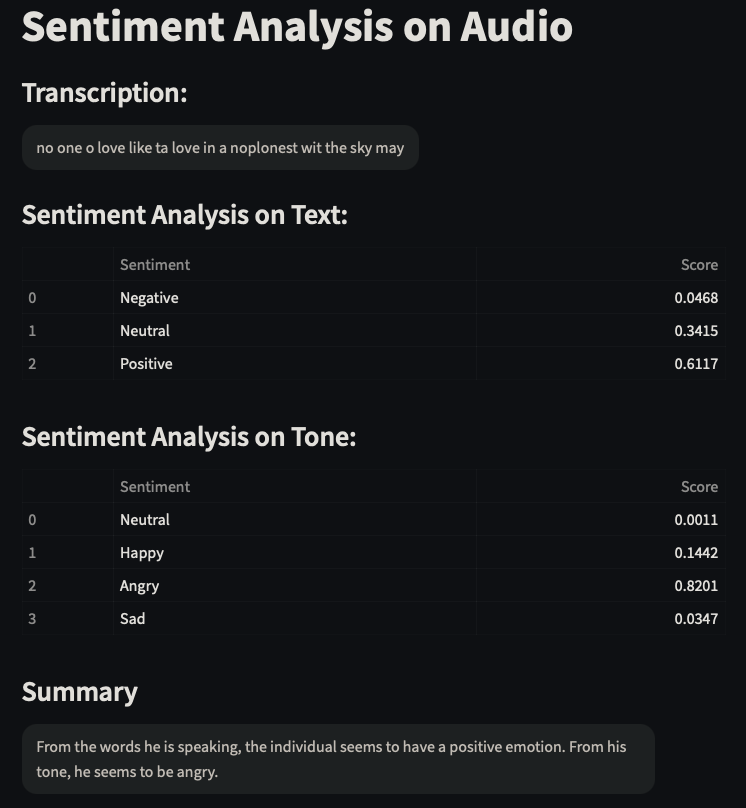 Sentiment Analysis on Audio
Transcription:
no one o love like ta love in a noplonest wit the sky may
Sentiment Analysis on Text:
Sentiment Score
0 Negative 0.0468
1 Neutral 0.3415
2 Positive 0.6117
Sentiment Analysis on Tone:
Sentiment Score
0 Neutral 0.0011
1 Happy 0.1442
2 Angry 0.8201
3 Sad 0.0347
Summary
From the words he is speaking, the individual seems to have a positive emotion. From his
tone, he seems to be angry.